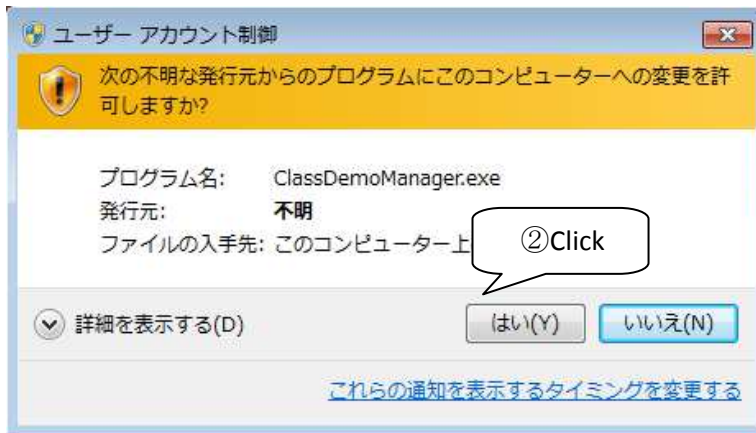 ユーザー アカウント制御
次の不明な発行元からのプログラムにこのコンピューターへの変更を許
可しますか?
プログラム名: ClassDemoManager.exe
発行元: 不明
ファイルの入手先: このコンピューター上
②Click
詳細を表示する(D)
はい(Y)
いいえ(N)
これらの通知を表示するタイミングを変更する